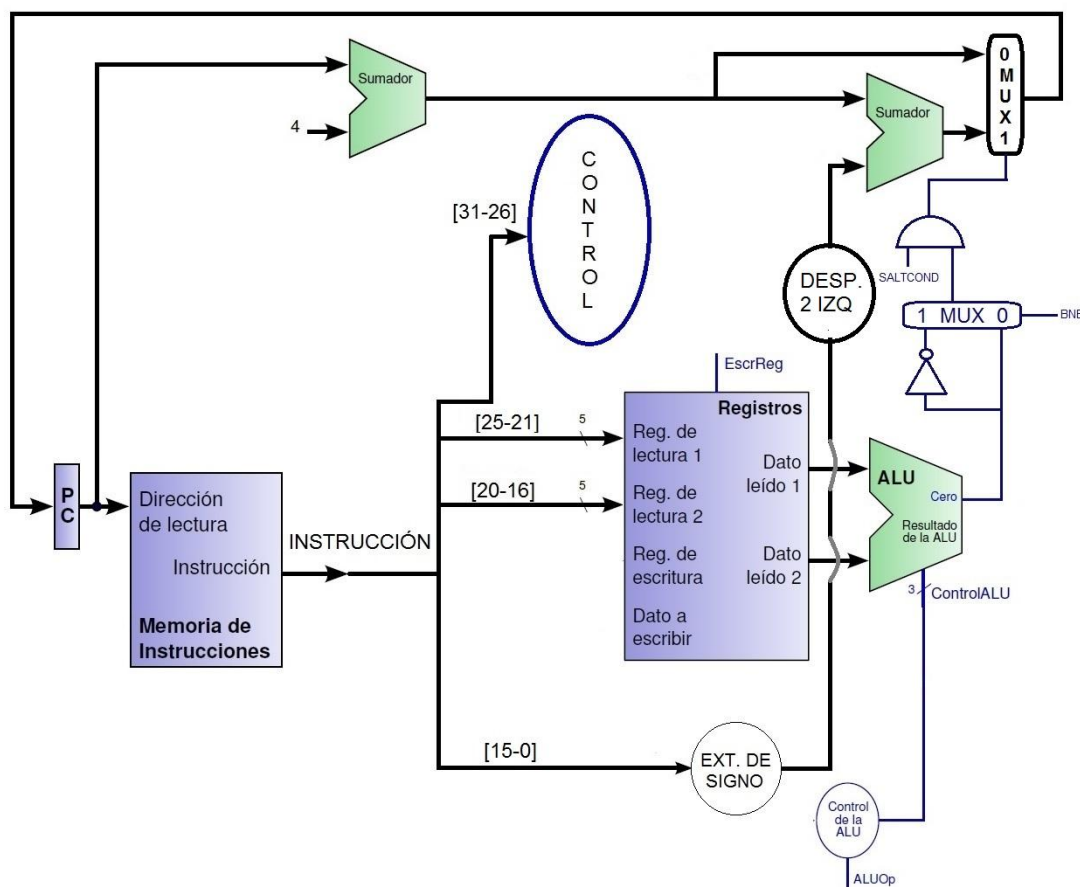 Sumador
4
0
M
U
X
1
Sumador
C
O
N
T
R
O
L
[31-26]
SALTCOND
DESP.
2 IZQ
1 MUX 0
BNE
EscrReg
[25-21]
5
Registros
Reg. de
lectura 1
Dato
leído 1
[20-16]
5
Reg. de
lectura 2
ALU
Cero
P
C
Dirección
de lectura
INSTRUCCIÓN
Instrucción
Resultado
de la ALU
Reg. de
escritura
Dato
leído 2
3
ControlALU
Memoria de
Instrucciones
Dato a
escribir
[15-0]
EXT. DE
SIGNO
Control
de la
ALU
ALUOp